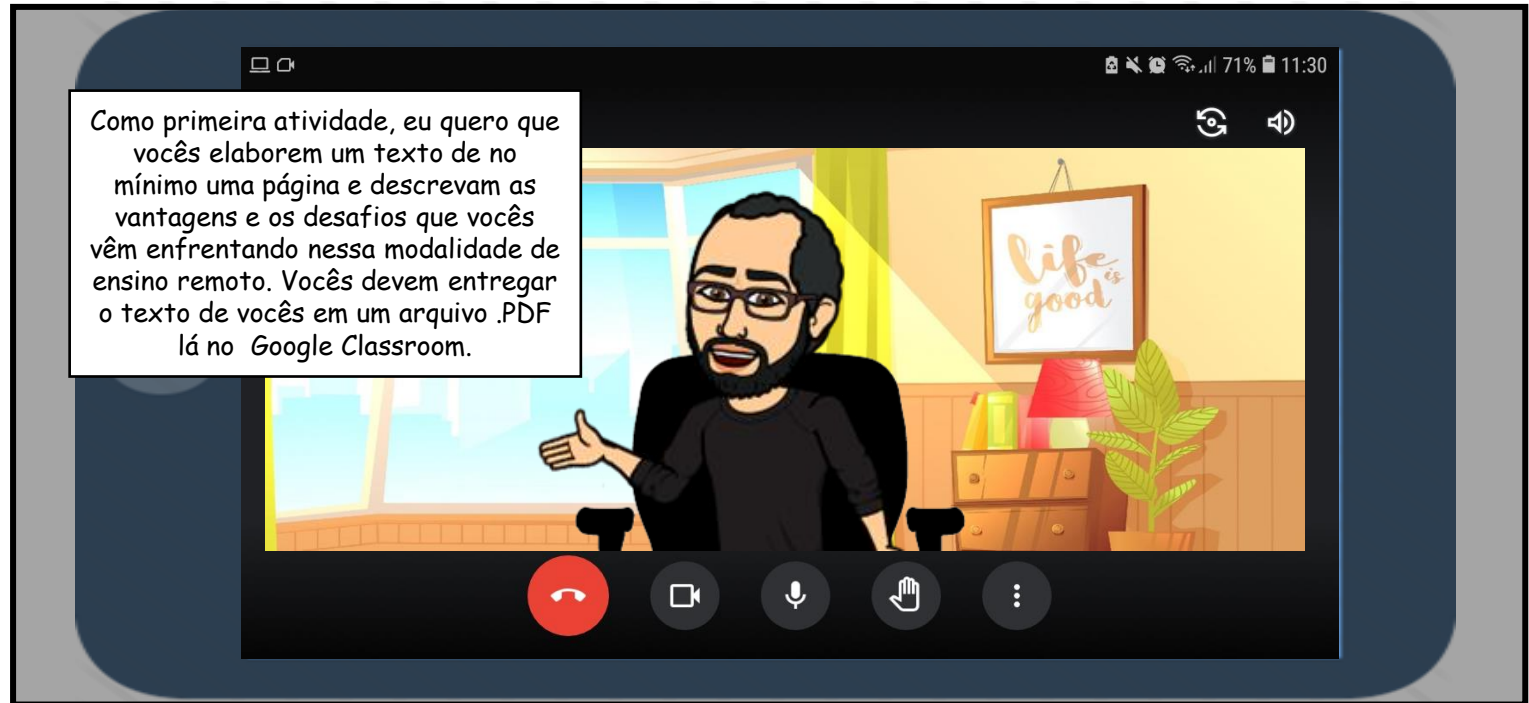 71% 11:30
Como primeira atividade, eu quero que
vocês elaborem um texto de no
mínimo uma página e descrevam as
vantagens e os desafios que vocês
vêm enfrentando nessa modalidade de
ensino remoto. Vocês devem entregar
o texto de vocês em um arquivo .PDF
lá no Google Classroom.
life
is
good